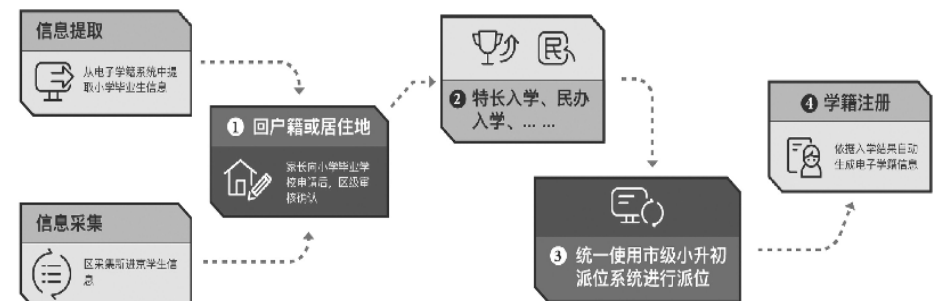 信息提取
从电子学籍系统中提
取小学毕业生信息
信息采集
区采集新进京学生信
息
❶ 回户籍或居住地
家长向小学毕业学
校申请后，区级审
核确认
民
❷ 特长入学、民办
入学、... ...
❸ 统一使用市级小升初
派位系统进行派位
❹ 学籍注册
依据入学结果自动
生成电子学籍信息